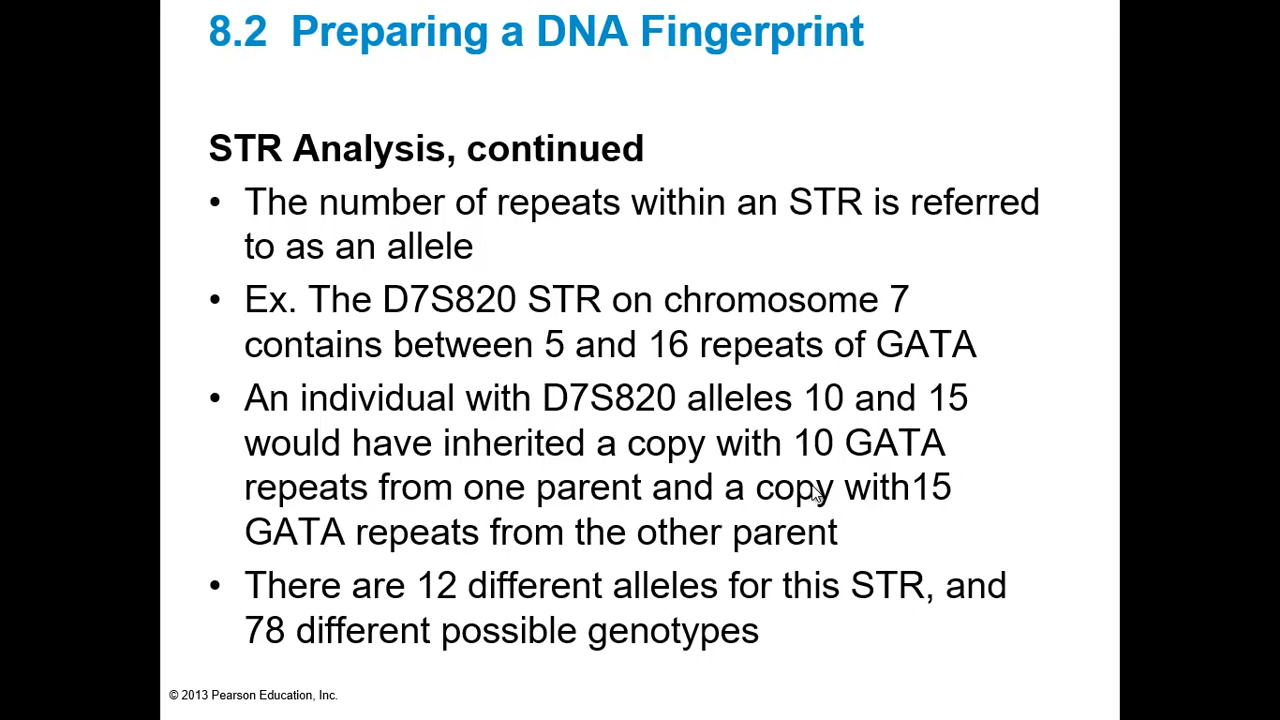 8.2 Preparing a DNA Fingerprint
STR Analysis, continued
• The number of repeats within an STR is referred
to as an allele
• Ex. The D7S820 STR on chromosome 7
contains between 5 and 16 repeats of GATA
• An individual with D7S820 alleles 10 and 15
would have inherited a copy with 10 GATA
repeats from one parent and a copy with15
GATA repeats from the other parent
• There are 12 different alleles for this STR, and
78 different possible genotypes
© 2013 Pearson Education, Inc.